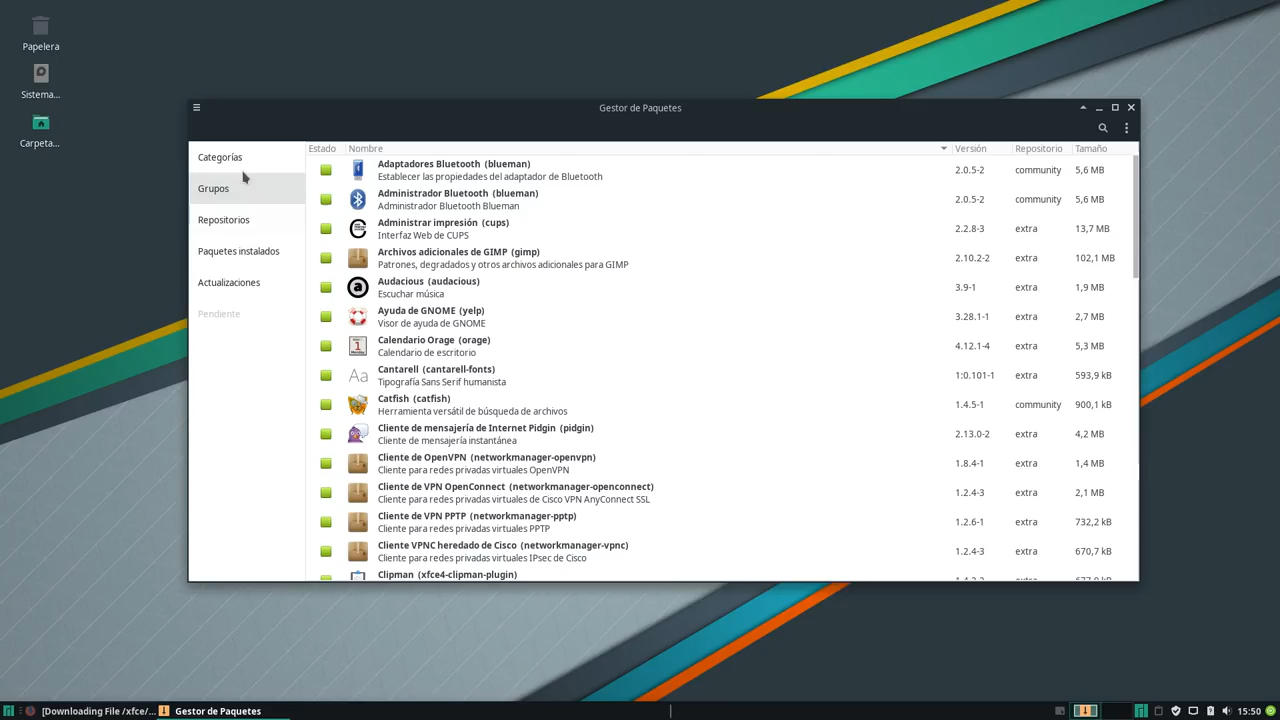 Papelera
Sistema...
Carpeta...
Gestor de Paquetes
Categorías
Grupos
Repositorios
Paquetes instalados
Actualizaciones
Pendiente
Estado Nombre Versión Repositorio Tamaño
Adaptadores Bluetooth (blueman)
Establecer las propiedades del adaptador de Bluetooth
2.0.5-2 community 5,6 MB
Administrador Bluetooth (blueman)
Administrador Bluetooth Blueman
2.0.5-2 community 5,6 MB
Administrar impresión (cups)
Interfaz Web de CUPS
2.2.8-3 extra 13,7 MB
Archivos adicionales de GIMP (gimp)
Patrones, degradados y otros archivos adicionales para GIMP
2.10.2-2 extra 102,1 MB
Audacious (audacious)
Escuchar música
3.9-1 extra 1,9 MB
Ayuda de GNOME (yelp)
Visor de ayuda de GNOME
3.28.1-1 extra 2,7 MB
Calendario Orage (orage)
Calendario de escritorio
4.12.1-4 extra 5,3 MB
Cantarell (cantarell-fonts)
Tipografía Sans Serif humanista
1:0.101-1 extra 593,9 kB
Catfish (catfish)
Herramienta versátil de búsqueda de archivos
1.4.5-1 community 900,1 kB
Cliente de mensajería de Internet Pidgin (pidgin)
Cliente de mensajería instantánea
2.13.0-2 extra 4,2 MB
Cliente de OpenVPN (networkmanager-openvpn)
Cliente para redes privadas virtuales OpenVPN
1.8.4-1 extra 1,4 MB
Cliente de VPN OpenConnect (networkmanager-openconnect)
Cliente para redes privadas virtuales de Cisco VPN AnyConnect SSL
1.2.4-3 extra 2,1 MB
Cliente de VPN PPTP (networkmanager-pptp)
Cliente para redes privadas virtuales PPTP
1.2.6-1 extra 732,2 kB
Cliente VPNC heredado de Cisco (networkmanager-vpnc)
Cliente para redes privadas virtuales IPsec de Cisco
1.2.4-3 extra 670,7 kB
Clipman (xfce4-clipman-plugin)
[Downloading File /xfce/...
Gestor de Paquetes
15:50